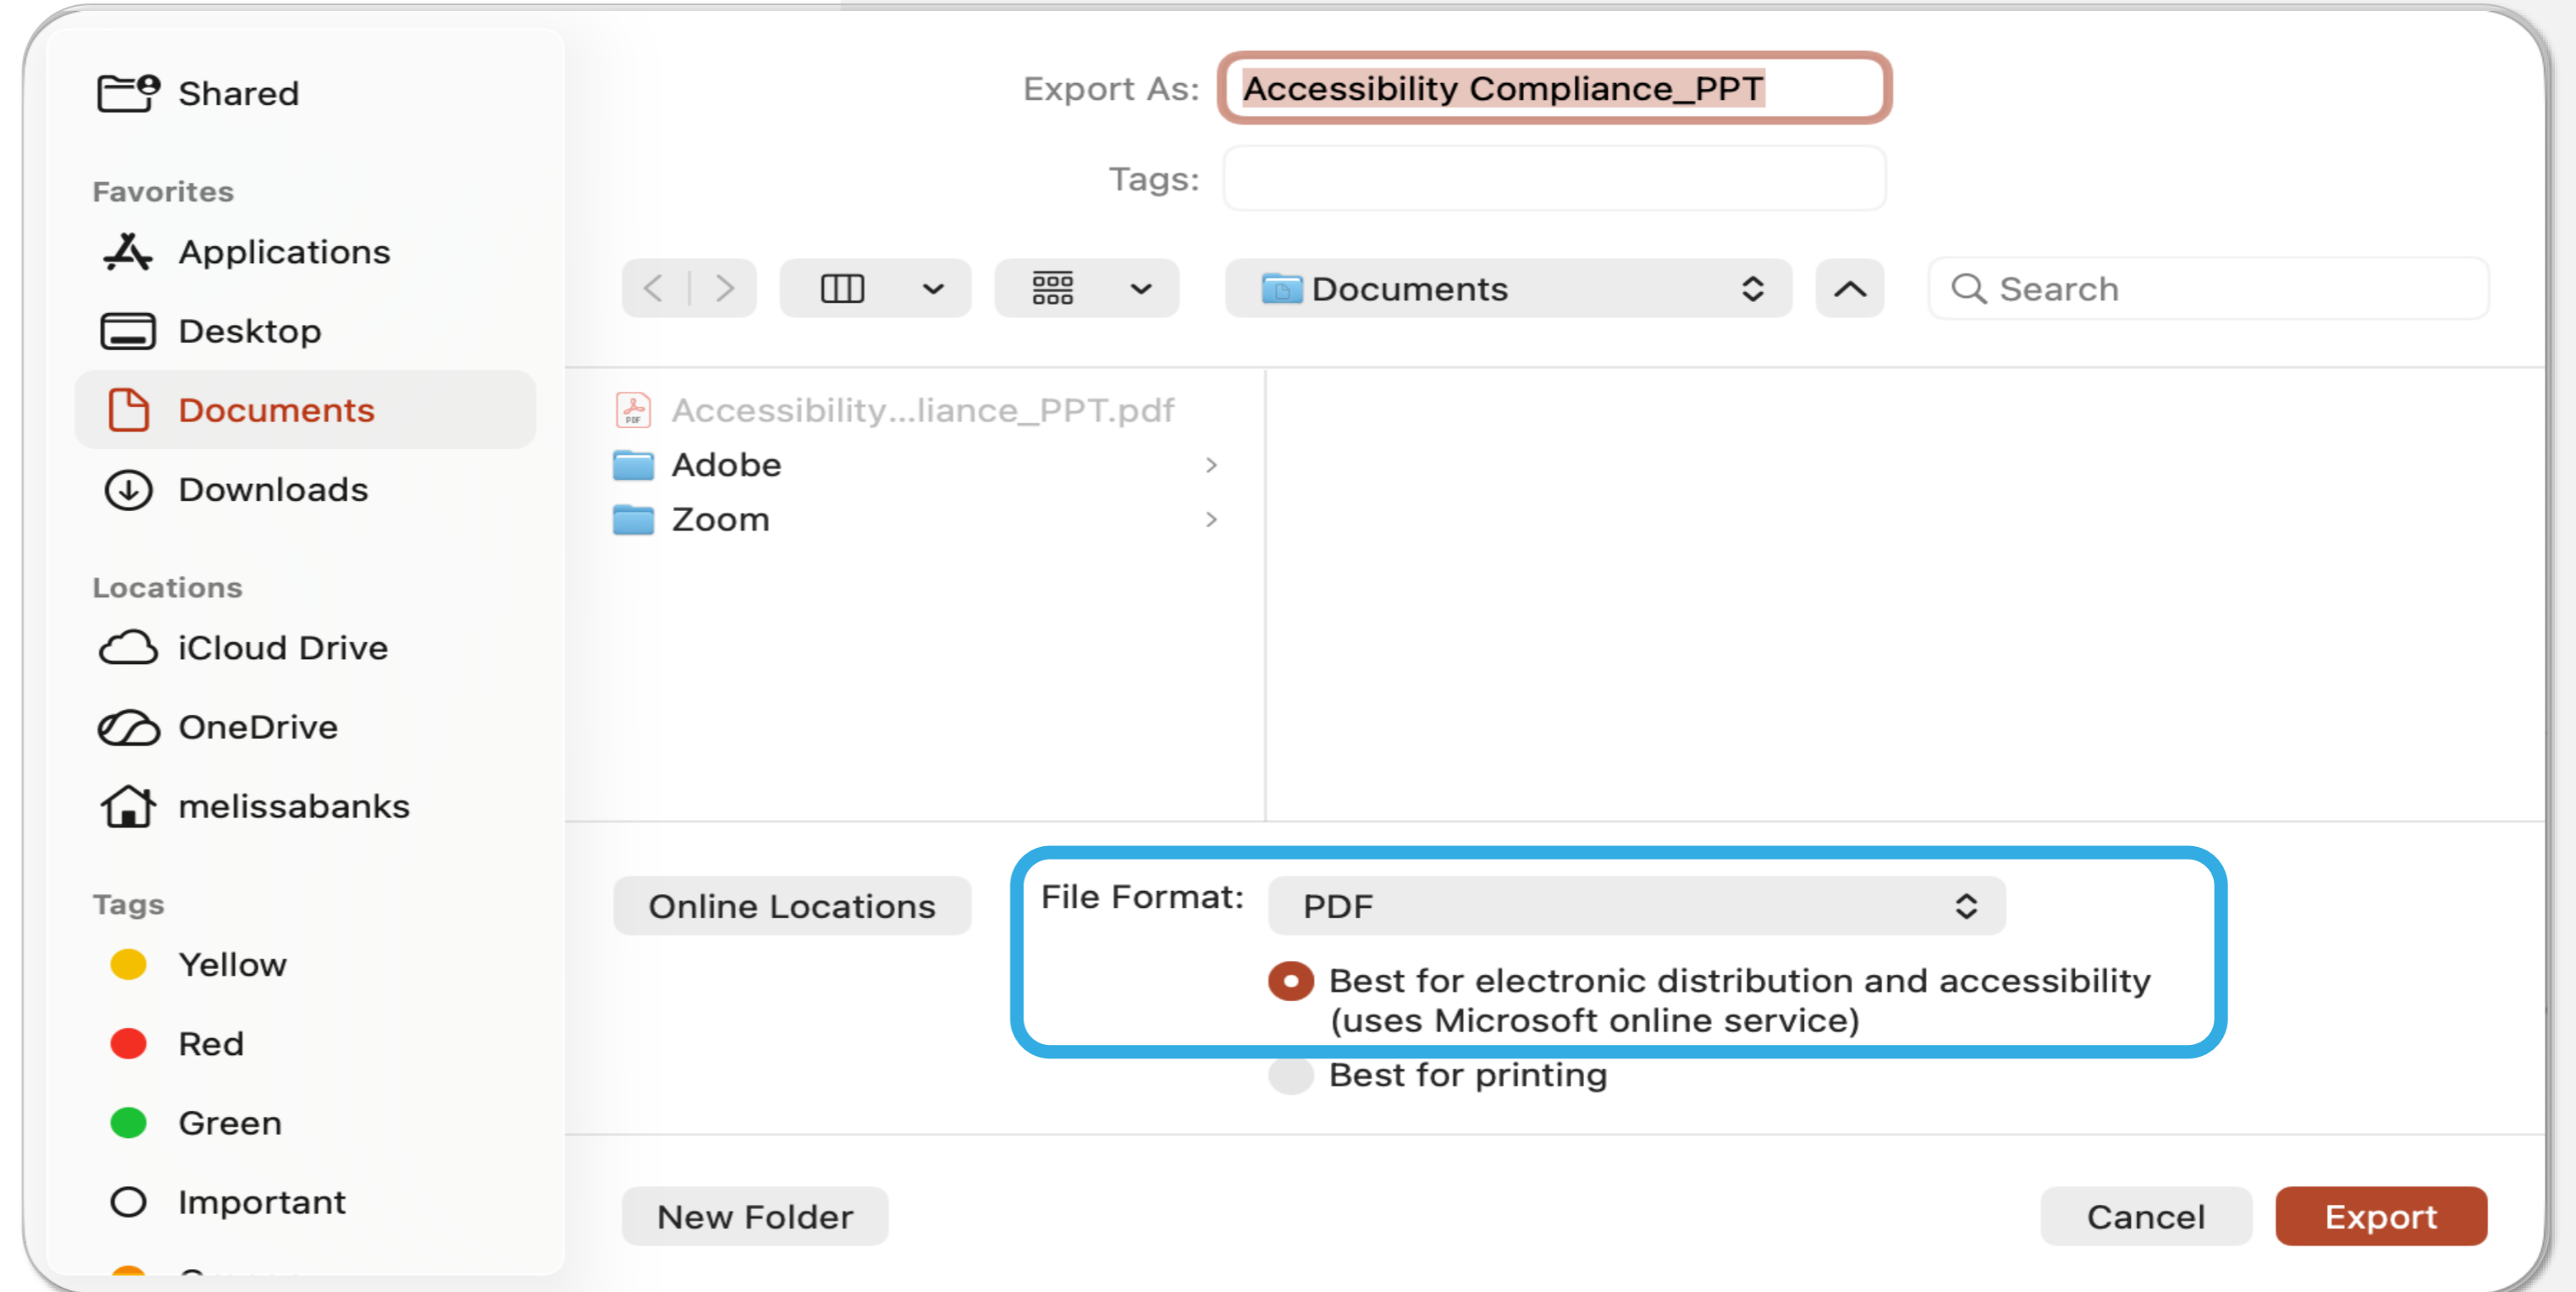 Shared
Favorites
Applications
Desktop
Documents
Downloads
Locations
iCloud Drive
OneDrive
melissabanks
Tags
Yellow
Red
Green
Important
Export As: Accessibility Compliance_PPT
Tags:
Documents
Search
Accessibility...liance_PPT.pdf
Adobe
Zoom
Online Locations
File Format: PDF
Best for electronic distribution and accessibility
(uses Microsoft online service)
Best for printing
New Folder
Cancel
Export